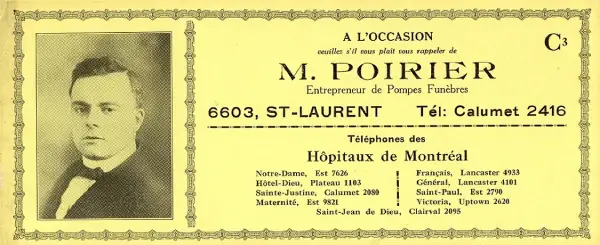 A L'OCCASION
veuillez s'il vous plait vous rappeler de
C3
M. POIRIER
Entrepreneur de Pompes Funèbres
6603, ST-LAURENT Tél: Calumet 2416
Téléphones des
Hôpitaux de Montréal
Notre-Dame, Est 7626
Hôtel-Dieu, Plateau 1103
Sainte-Justine, Calumet 2080
Maternité, Est 9821
Français, Lancaster 4933
Général, Lancaster 4101
Saint-Paul, Est 2790
Victoria, Uptown 2620
Saint-Jean de Dieu, Clairval 2095